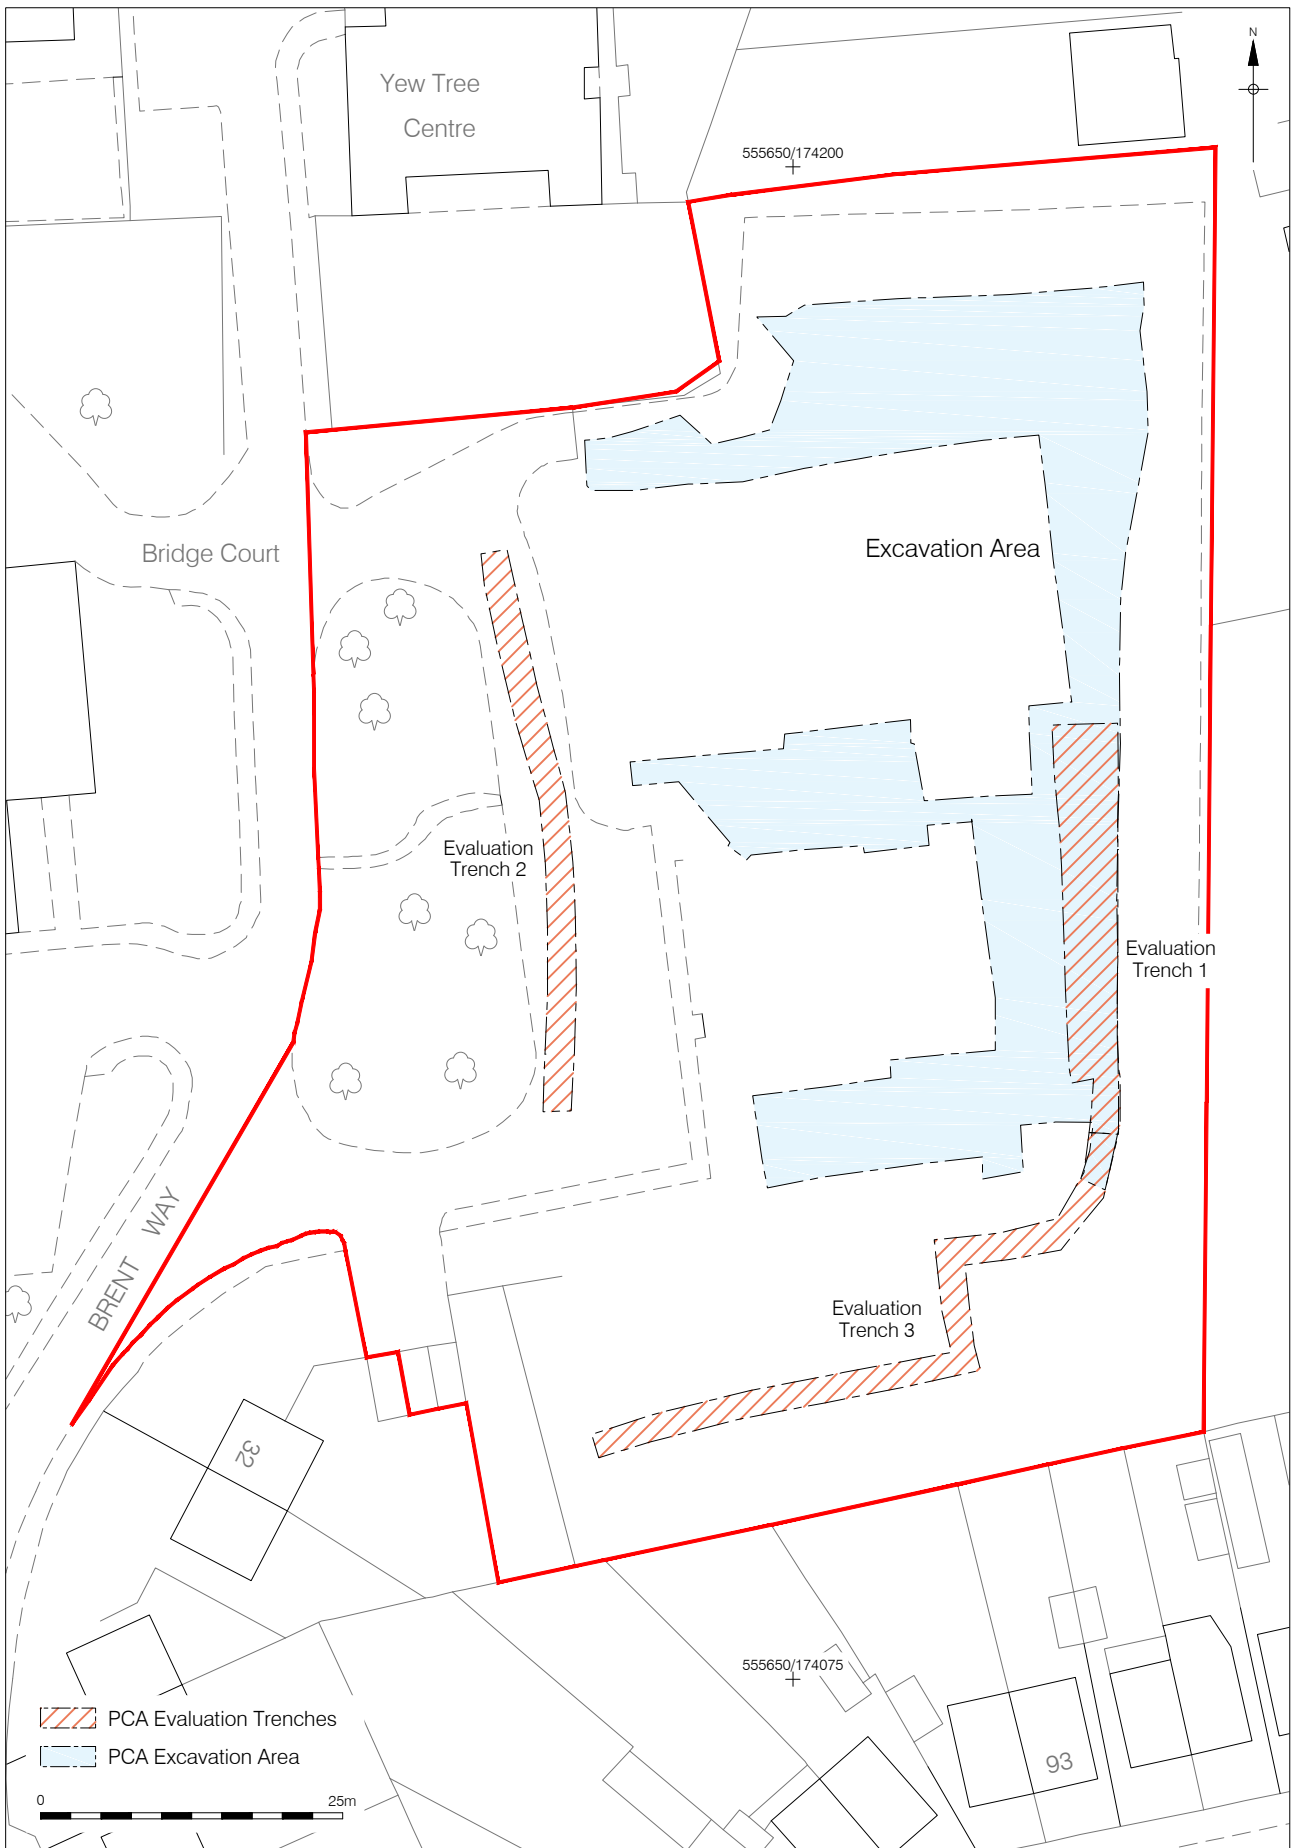 N
Yew Tree
Centre
555650/174200
Bridge Court
Excavation Area
Evaluation
Trench 2
Evaluation
Trench 1
BRENT WAY
Evaluation
Trench 3
32
555650/174075
93
PCA Evaluation Trenches
PCA Excavation Area
0 25m